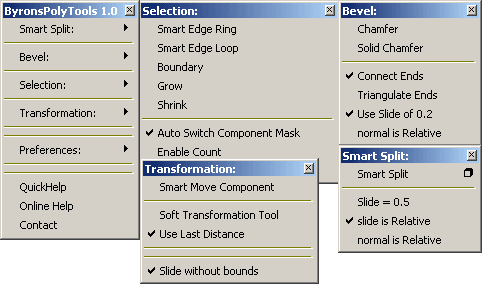 ByronsPolyTools 1.0
Smart Split:
Bevel:
Selection:
Transformation:
Preferences:
QuickHelp
Online Help
Contact
Selection:
Smart Edge Ring
Smart Edge Loop
Boundary
Grow
Shrink
Auto Switch Component Mask
Enable Count
Transformation:
Smart Move Component
Soft Transformation Tool
Use Last Distance
Slide without bounds
Bevel:
Chamfer
Solid Chamfer
Connect Ends
Triangulate Ends
Use Slide of 0.2
normal is Relative
Smart Split:
Smart Split
Slide = 0.5
slide is Relative
normal is Relative